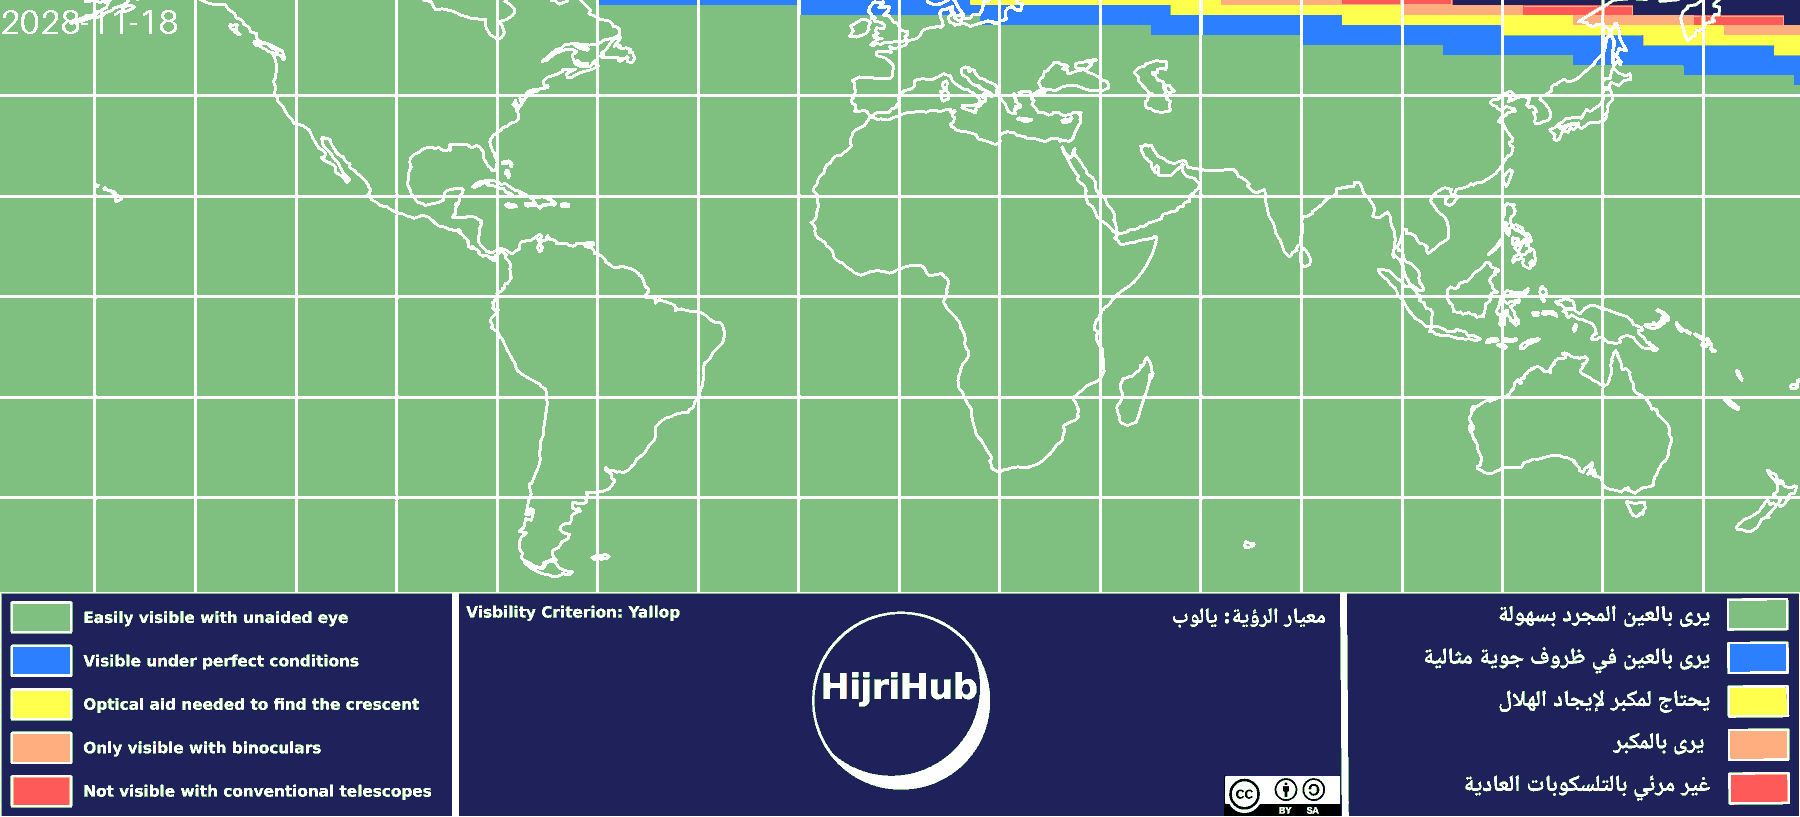 2028-11-18
Easily visible with unaided eye
Visible under perfect conditions
Optical aid needed to find the crescent
Only visible with binoculars
Not visible with conventional telescopes
Visbility Criterion: Yallop
معيار الرؤية: يالوب
HijriHub
cc
BY SA
يرى بالعين المجرد بسهولة
يرى بالعين في ظروف جوية مثالية
يحتاج لمكبر لإيجاد الهلال
يرى بالمكبر
غير مرئي بالتلسكوبات العادية